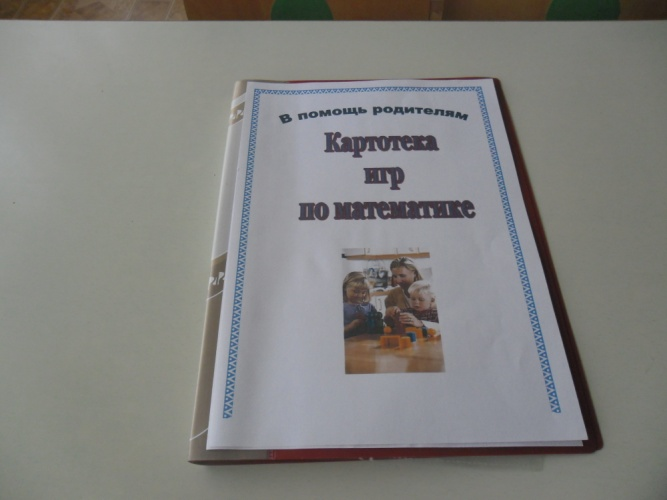 В помощь родителям
Картотека
игр
по математике